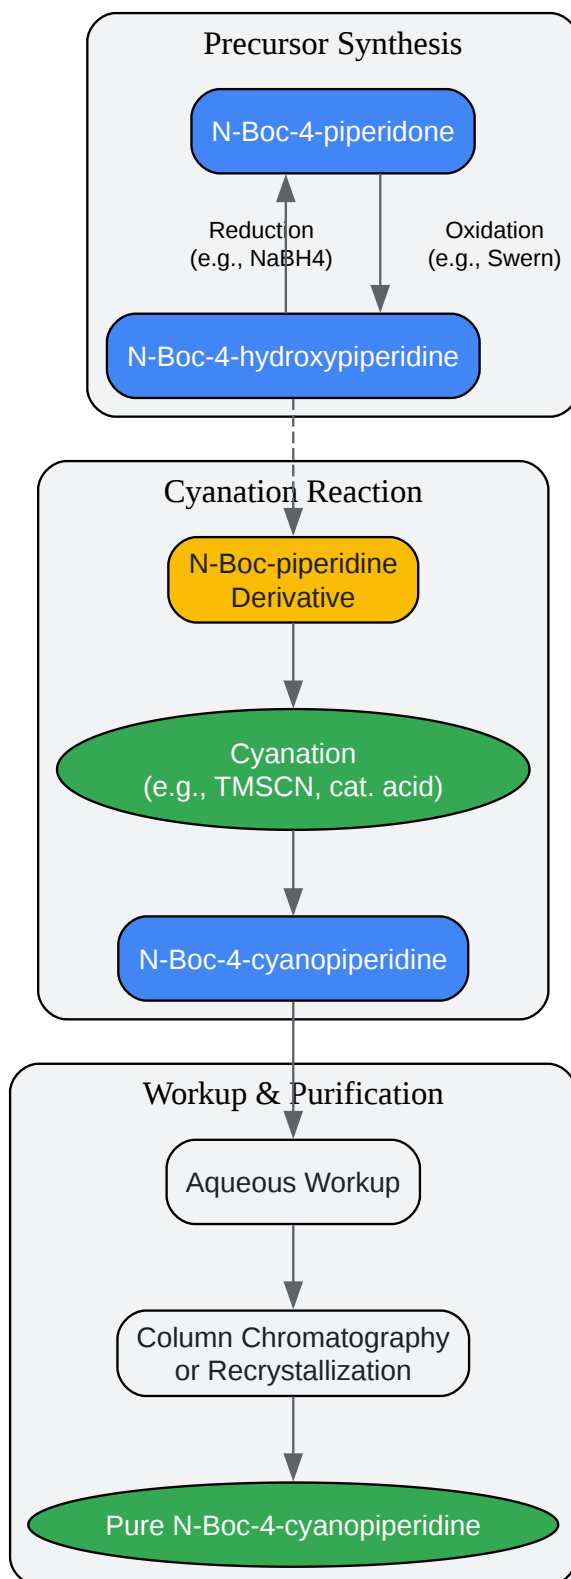 Precursor Synthesis
N-Boc-4-piperidone
Reduction
(e.g., NaBH4)
Oxidation
(e.g., Swern)
N-Boc-4-hydroxypiperidine
Cyanation Reaction
N-Boc-piperidine
Derivative
Cyanation
(e.g., TMSCN, cat. acid)
N-Boc-4-cyanopiperidine
Workup & Purification
Aqueous Workup
Column Chromatography
or Recrystallization
Pure N-Boc-4-cyanopiperidine